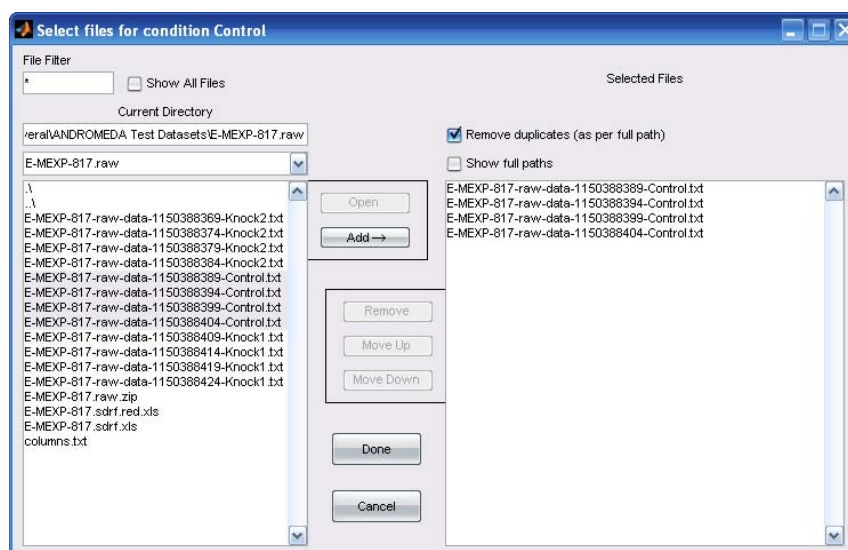 Select files for condition Control
File Filter
*
Show All Files
Selected Files
Current Directory
veral\ANDROMEDA Test Datasets\E-MEXP-817.raw
Remove duplicates (as per full path)
E-MEXP-817.raw
Show full paths
.\
..\
E-MEXP-817-raw-data-1150388369-Knock2.txt
E-MEXP-817-raw-data-1150388374-Knock2.txt
E-MEXP-817-raw-data-1150388379-Knock2.txt
E-MEXP-817-raw-data-1150388384-Knock2.txt
E-MEXP-817-raw-data-1150388389-Control.txt
E-MEXP-817-raw-data-1150388394-Control.txt
E-MEXP-817-raw-data-1150388399-Control.txt
E-MEXP-817-raw-data-1150388404-Control.txt
E-MEXP-817-raw-data-1150388409-Knock1.txt
E-MEXP-817-raw-data-1150388414-Knock1.txt
E-MEXP-817-raw-data-1150388419-Knock1.txt
E-MEXP-817-raw-data-1150388424-Knock1.txt
E-MEXP-817.raw.zip
E-MEXP-817.sdrf.red.xls
E-MEXP-817.sdrf.xls
columns.txt
Open
Add →
Remove
Move Up
Move Down
Done
Cancel
E-MEXP-817-raw-data-1150388389-Control.txt
E-MEXP-817-raw-data-1150388394-Control.txt
E-MEXP-817-raw-data-1150388399-Control.txt
E-MEXP-817-raw-data-1150388404-Control.txt